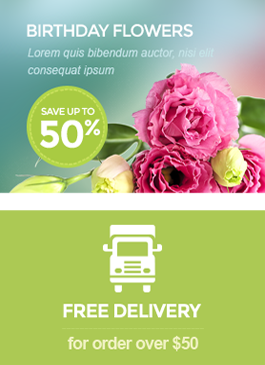 BIRTHDAY FLOWERS
Lorem quis bibendum auctor, nisi elit
consequat ipsum
SAVE UP TO
50%
FREE DELIVERY
for order over $50